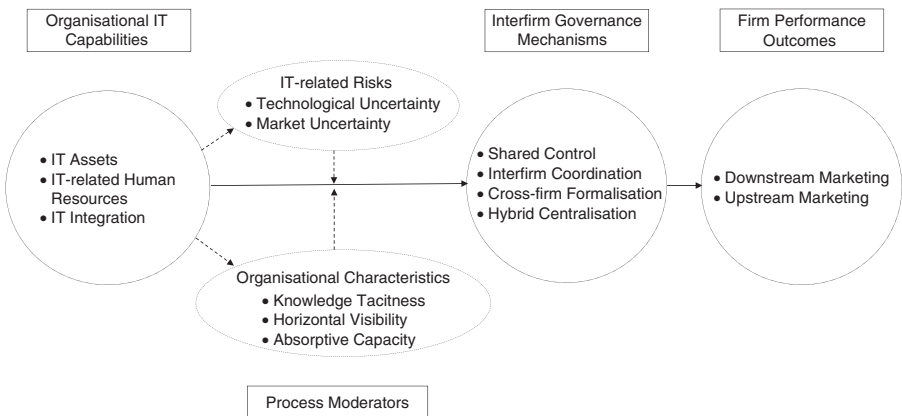 Organisational IT
Capabilities
Interfirm Governance
Mechanisms
Firm Performance
Outcomes
IT-related Risks
• Technological Uncertainty
• Market Uncertainty
• IT Assets
• IT-related Human
Resources
• IT Integration
• Shared Control
• Interfirm Coordination
• Cross-firm Formalisation
• Hybrid Centralisation
• Downstream Marketing
• Upstream Marketing
Organisational Characteristics
• Knowledge Tacitness
• Horizontal Visibility
• Absorptive Capacity
Process Moderators